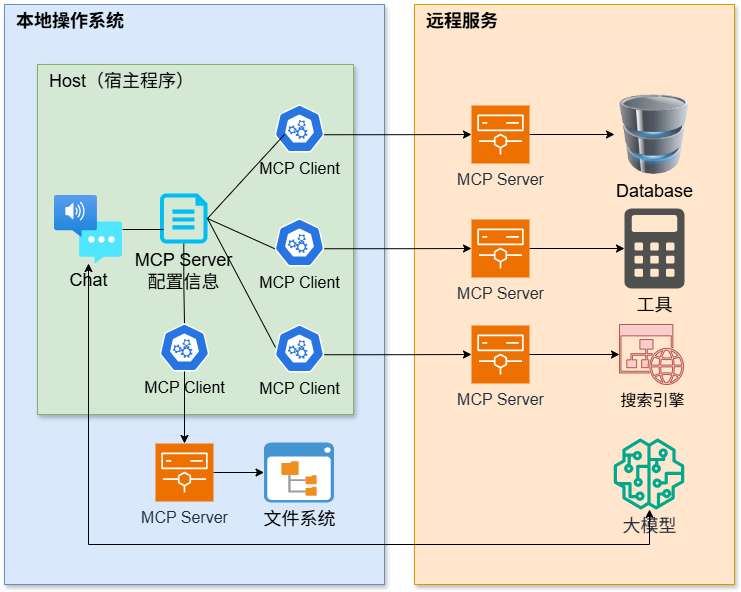 本地操作系统
远程服务
Host（宿主程序）
MCP Client
MCP Server
Database
Chat
MCP Server
配置信息
MCP Client
MCP Server
工具
MCP Client
MCP Client
MCP Server
搜索引擎
MCP Server
文件系统
大模型